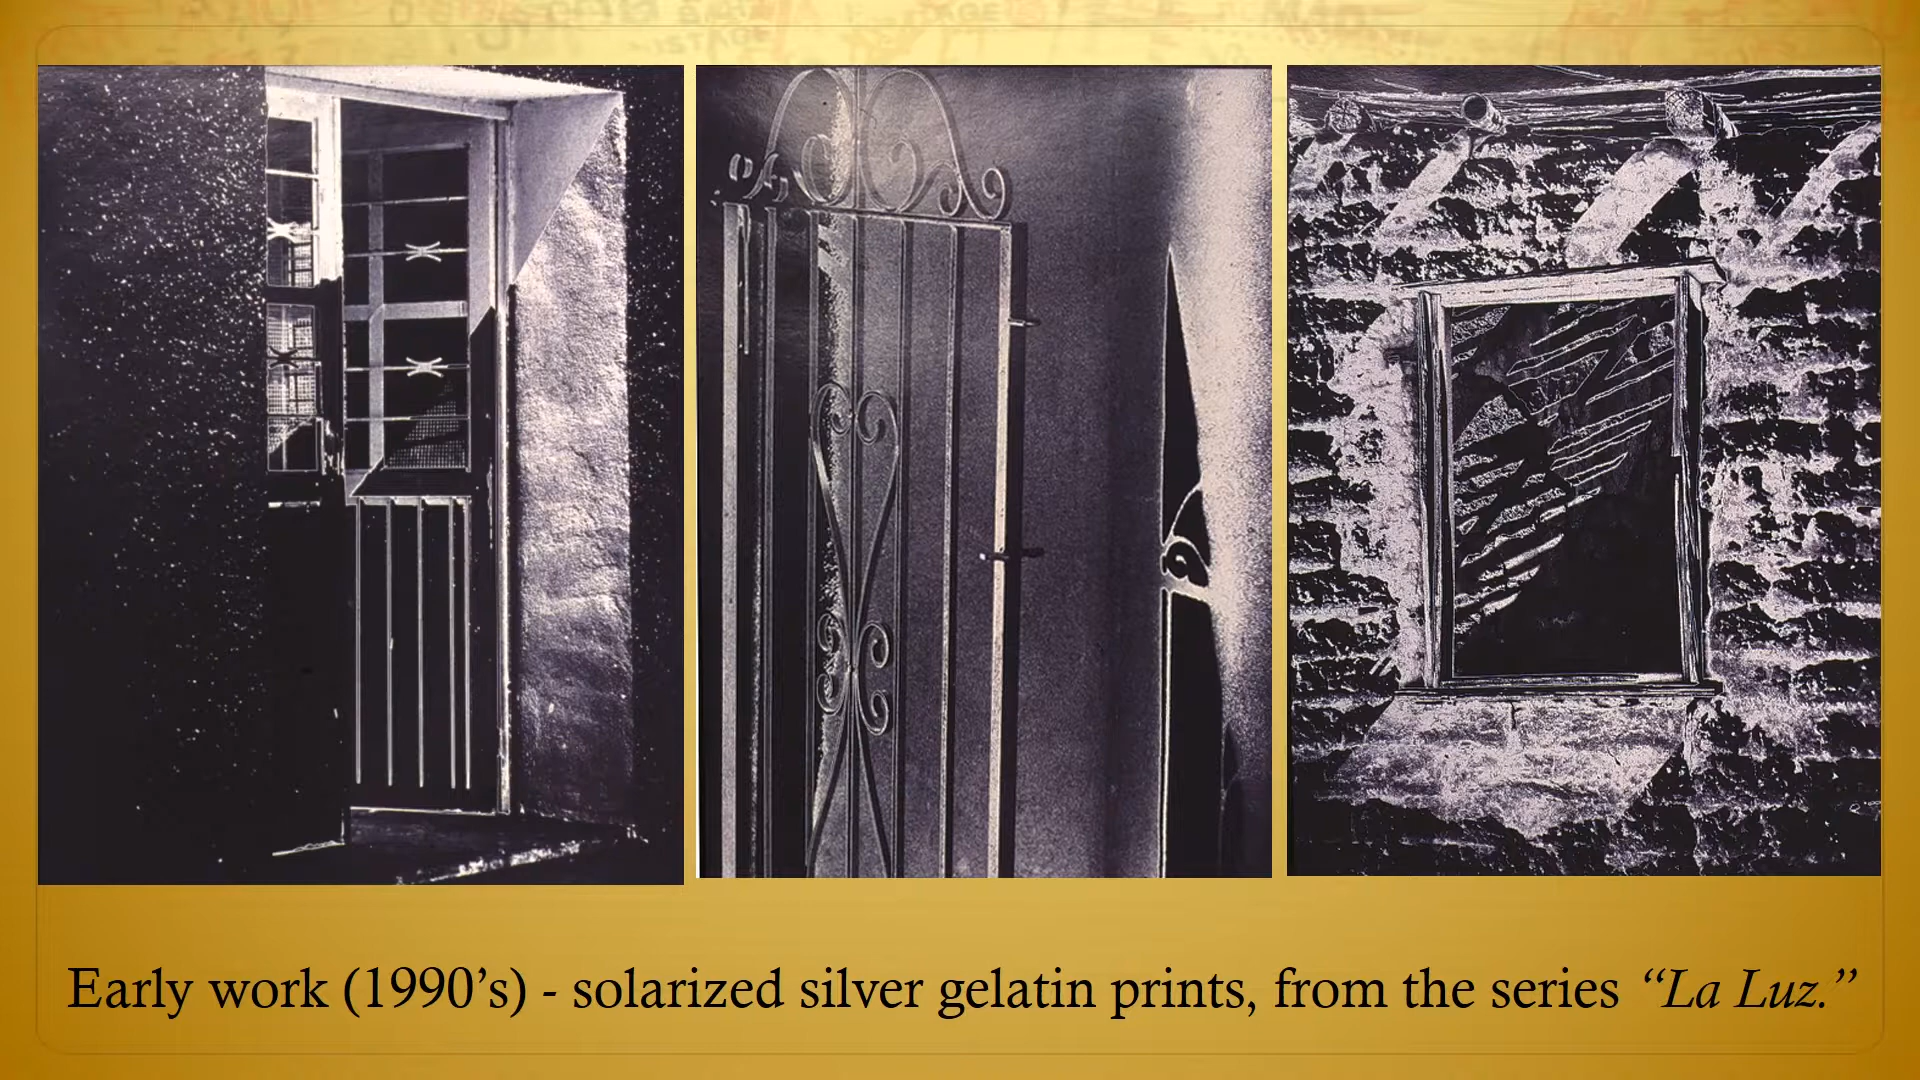 Early work (1990’s) - solarized silver gelatin prints, from the series “La Luz.”